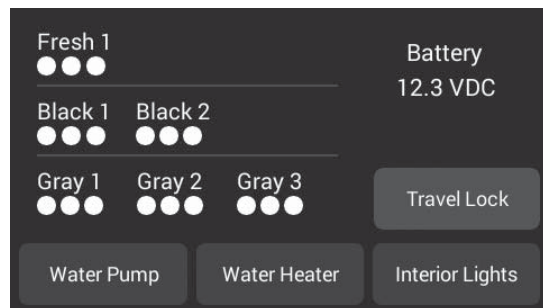 Fresh 1
Battery
12.3 VDC
Black 1 Black 2
Gray 1 Gray 2 Gray 3
Travel Lock
Water Pump Water Heater Interior Lights